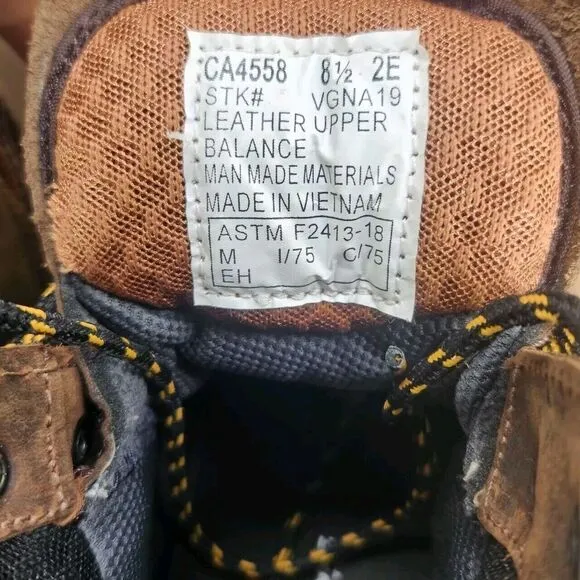 CA4558 8½ 2E
STK# VGNA19
LEATHER UPPER
BALANCE
MAN MADE MATERIALS
MADE IN VIETNAM
ASTM F2413-18
M I/75 C/75
EH